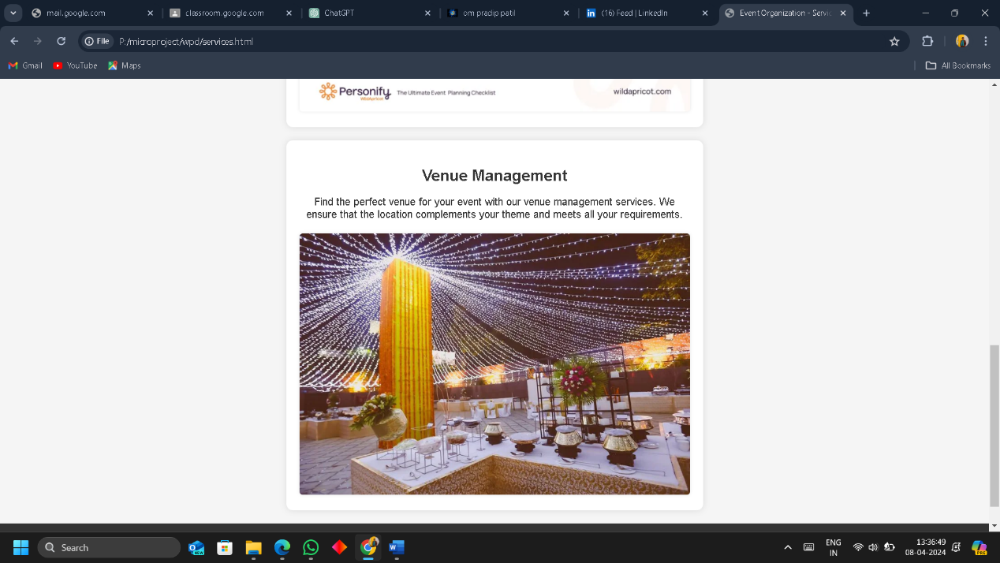 mail.google.com
classroom.google.com
ChatGPT
om pradip patil
(16) Feed | LinkedIn
Event Organization - Servic
File
P:/microproject/wpd/services.html
Gmail
YouTube
Maps
All Bookmarks
Personify
WildApricot
The Ultimate Event Planning Checklist
wildapricot.com
Venue Management
Find the perfect venue for your event with our venue management services. We
ensure that the location complements your theme and meets all your requirements.
Search
NEW
ENG
IN
13:36:49
08-04-2024
PRE